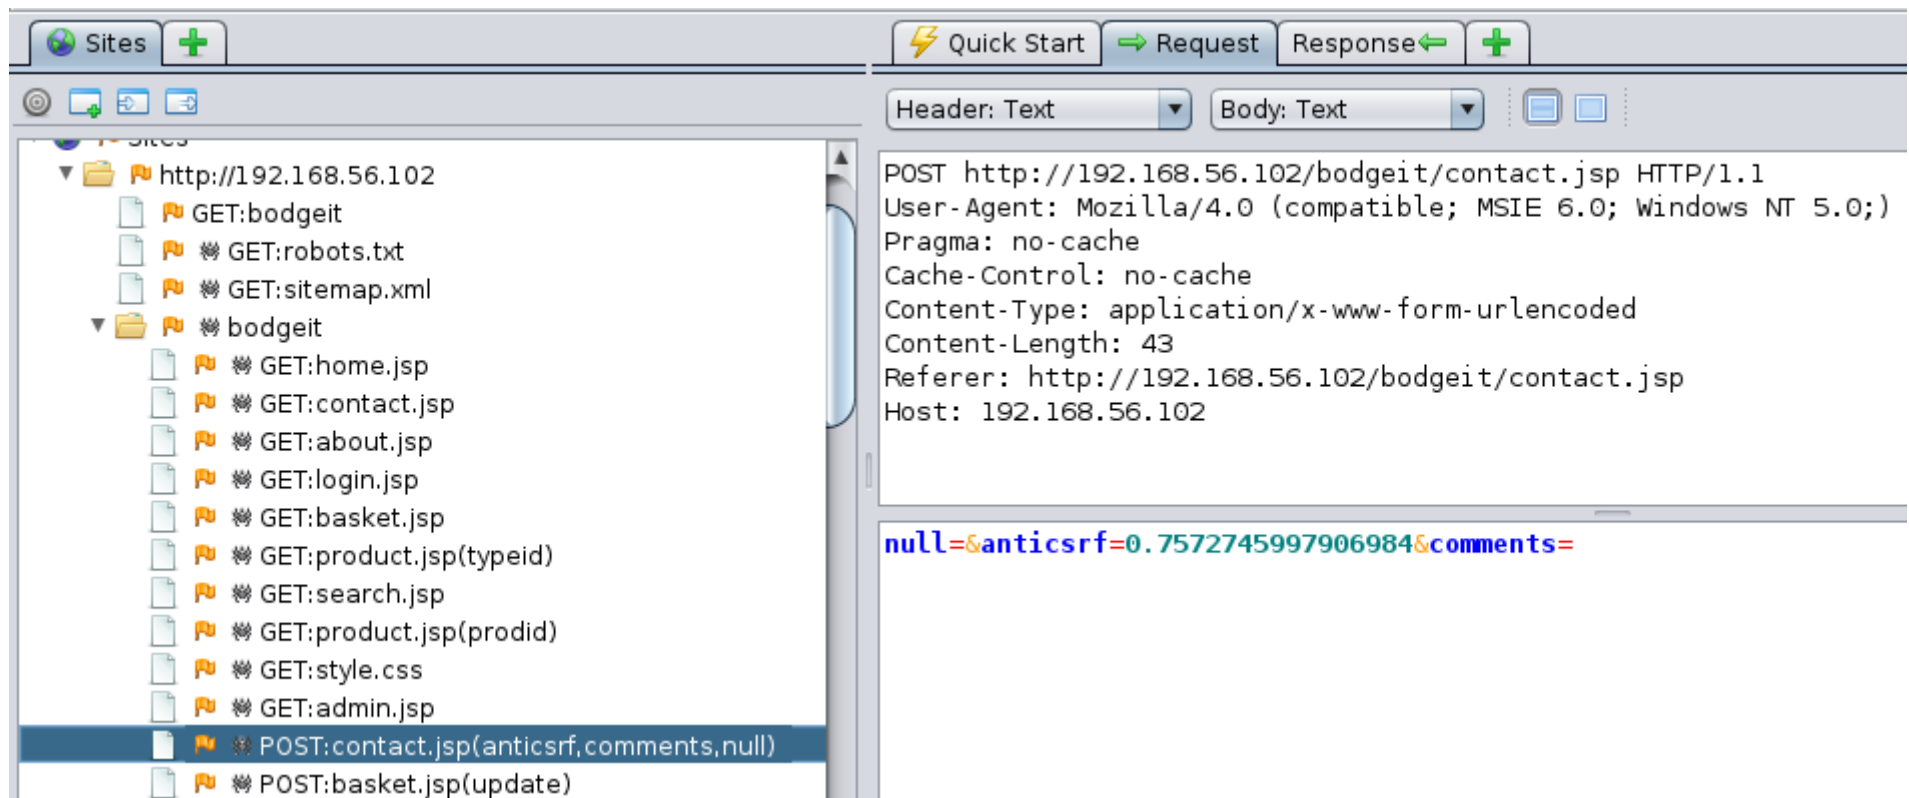 Sites
Quick Start
Request
Response
Header: Text
Body: Text
Sites
http://192.168.56.102
GET:bodgeit
GET:robots.txt
GET:sitemap.xml
bodgeit
GET:home.jsp
GET:contact.jsp
GET:about.jsp
GET:login.jsp
GET:basket.jsp
GET:product.jsp(typeid)
GET:search.jsp
GET:product.jsp(prodid)
GET:style.css
GET:admin.jsp
POST:contact.jsp(anticsrf,comments,null)
POST:basket.jsp(update)
POST http://192.168.56.102/bodgeit/contact.jsp HTTP/1.1
User-Agent: Mozilla/4.0 (compatible; MSIE 6.0; Windows NT 5.0;)
Pragma: no-cache
Cache-Control: no-cache
Content-Type: application/x-www-form-urlencoded
Content-Length: 43
Referer: http://192.168.56.102/bodgeit/contact.jsp
Host: 192.168.56.102
null=&anticsrf=0.7572745997906984&comments=